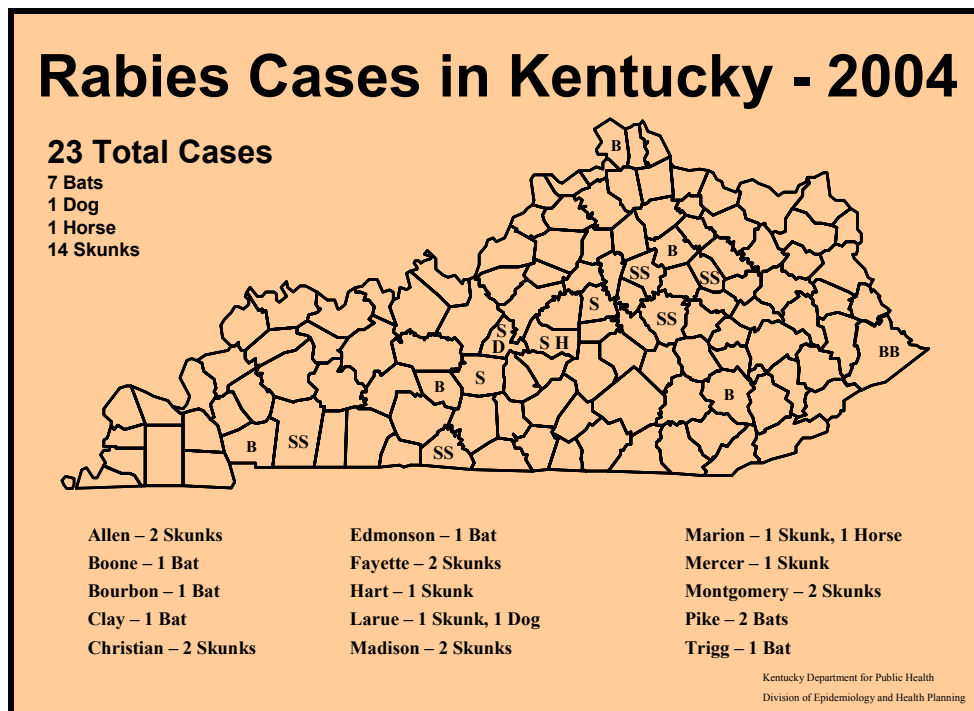 Rabies Cases in Kentucky - 2004
23 Total Cases
7 Bats
1 Dog
1 Horse
14 Skunks
B
B
SS
SS
S
SS
S
D
S H
BB
S
B
B
B
SS
SS
Allen – 2 Skunks
Boone – 1 Bat
Bourbon – 1 Bat
Clay – 1 Bat
Christian – 2 Skunks
Edmonson – 1 Bat
Fayette – 2 Skunks
Hart – 1 Skunk
Larue – 1 Skunk, 1 Dog
Madison – 2 Skunks
Marion – 1 Skunk, 1 Horse
Mercer – 1 Skunk
Montgomery – 2 Skunks
Pike – 2 Bats
Trigg – 1 Bat
Kentucky Department for Public Health
Division of Epidemiology and Health Planning